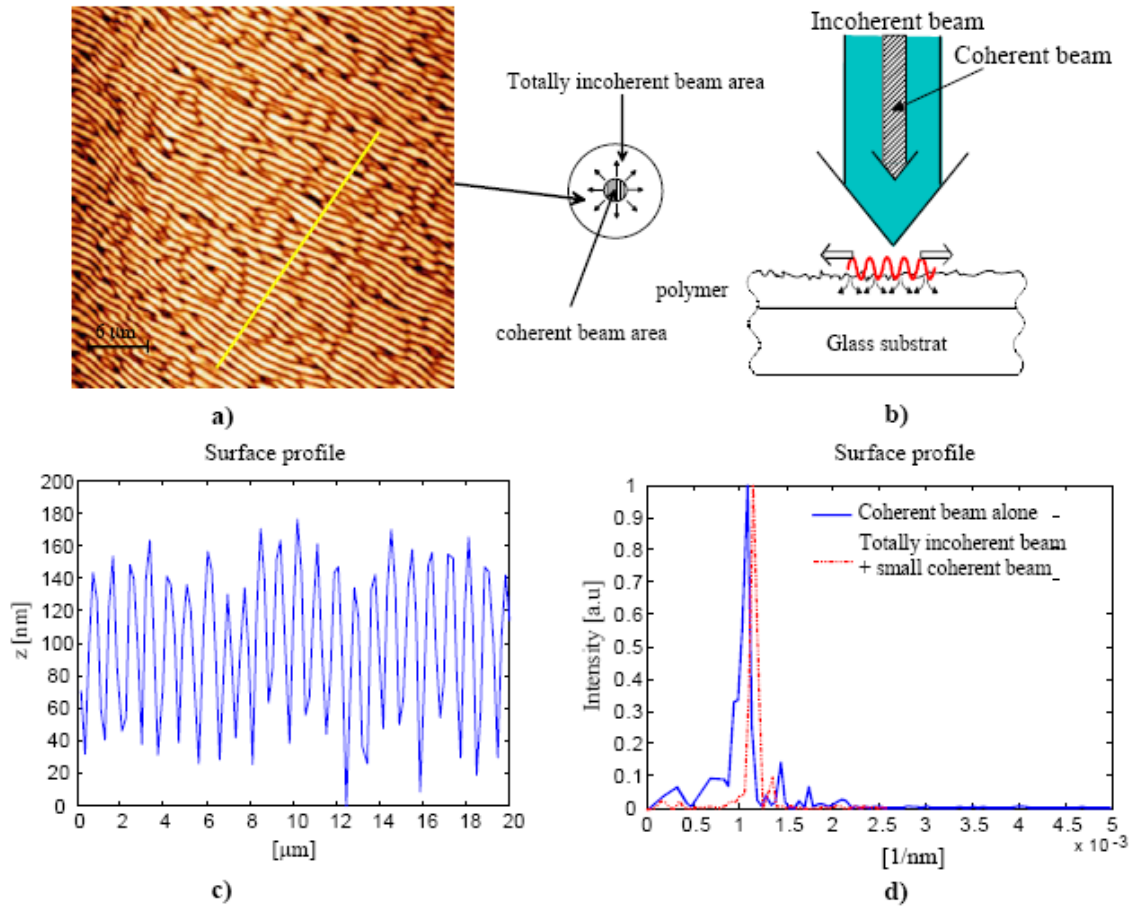 Incoherent beam
Coherent beam
Totally incoherent beam area
coherent beam area
polymer
Glass substrat
6 µm
a)
b)
Surface profile
200
180
160
140
120
100
80
60
40
20
0
z [nm]
0 2 4 6 8 10 12 14 16 18 20
[µm]
c)
Surface profile
1
0.9
0.8
0.7
0.6
0.5
0.4
0.3
0.2
0.1
0
Intensity [a.u]
Coherent beam alone
Totally incoherent beam
+ small coherent beam
0 0.5 1 1.5 2 2.5 3 3.5 4 4.5 5
x 10-3
[1/nm]
d)